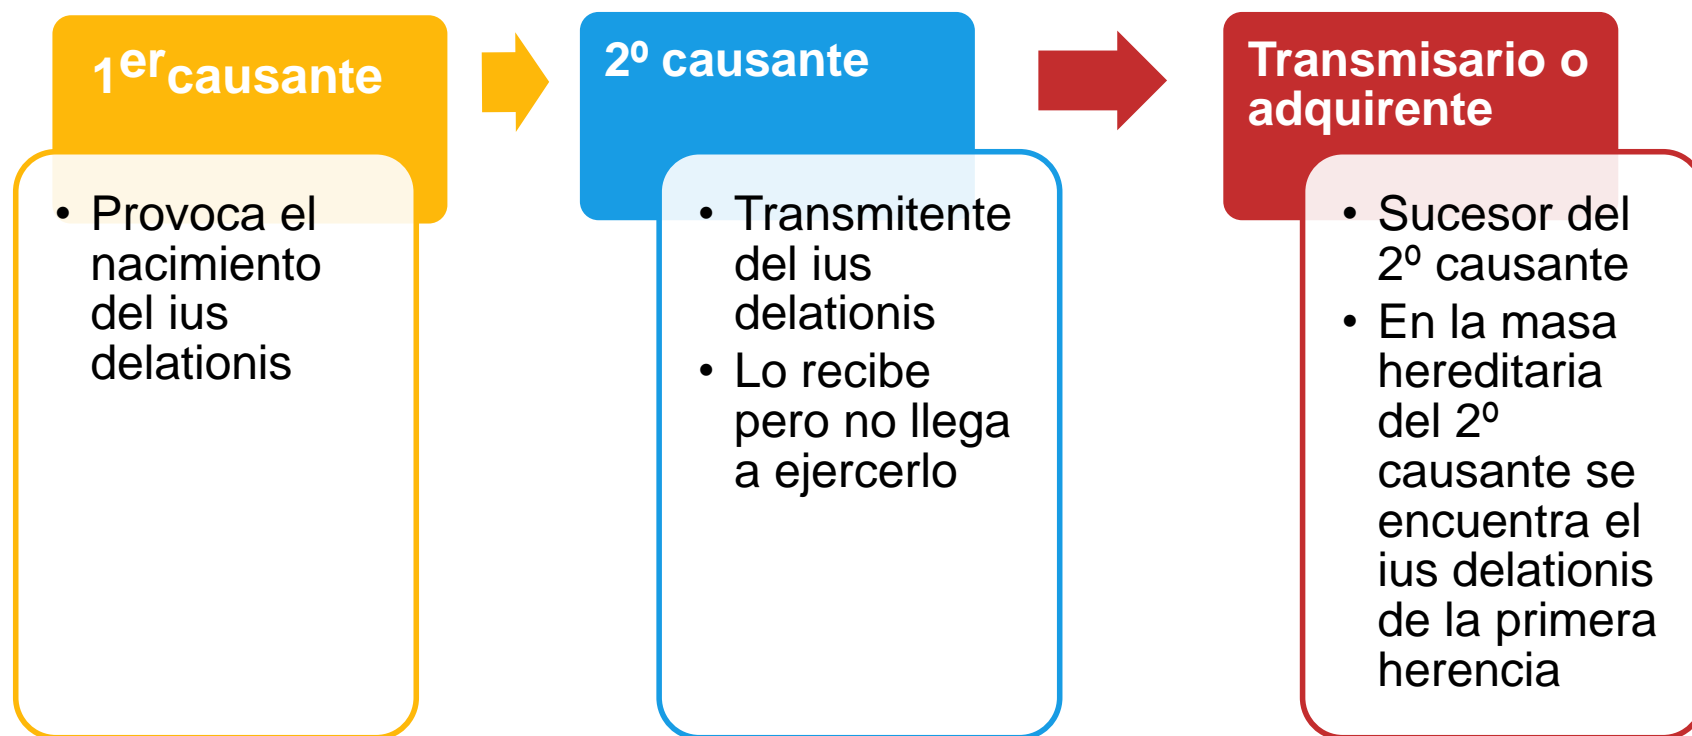 1er causante
• Provoca el
nacimiento
del ius
delationis
2º causante
• Transmitente
del ius
delationis
• Lo recibe
pero no llega
a ejercerlo
Transmisario o
adquirente
• Sucesor del
2º causante
• En la masa
hereditaria
del 2º
causante se
encuentra el
ius delationis
de la primera
herencia